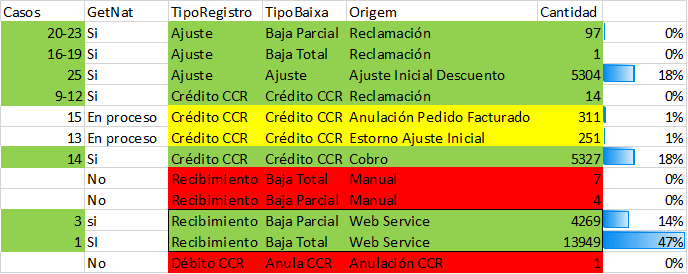 Casos GetNat TipoRegistro TipoBaixa Origem Cantidad
20-23 Si Ajuste Baja Parcial Reclamación 97 0%
16-19 Si Ajuste Baja Total Reclamación 1 0%
25 Si Ajuste Ajuste Ajuste Inicial Descuento 5304 18%
9-12 Si Crédito CCR Crédito CCR Reclamación 14 0%
15 En proceso Crédito CCR Crédito CCR Anulación Pedido Facturado 311 1%
13 En proceso Crédito CCR Crédito CCR Estorno Ajuste Inicial 251 1%
14 Si Crédito CCR Crédito CCR Cobro 5327 18%
No Recibimiento Baja Total Manual 7 0%
No Recibimiento Baja Parcial Manual 4 0%
3 si Recibimiento Baja Parcial Web Service 4269 14%
1 SI Recibimiento Baja Total Web Service 13949 47%
No Débito CCR Anula CCR Anulación CCR 1 0%